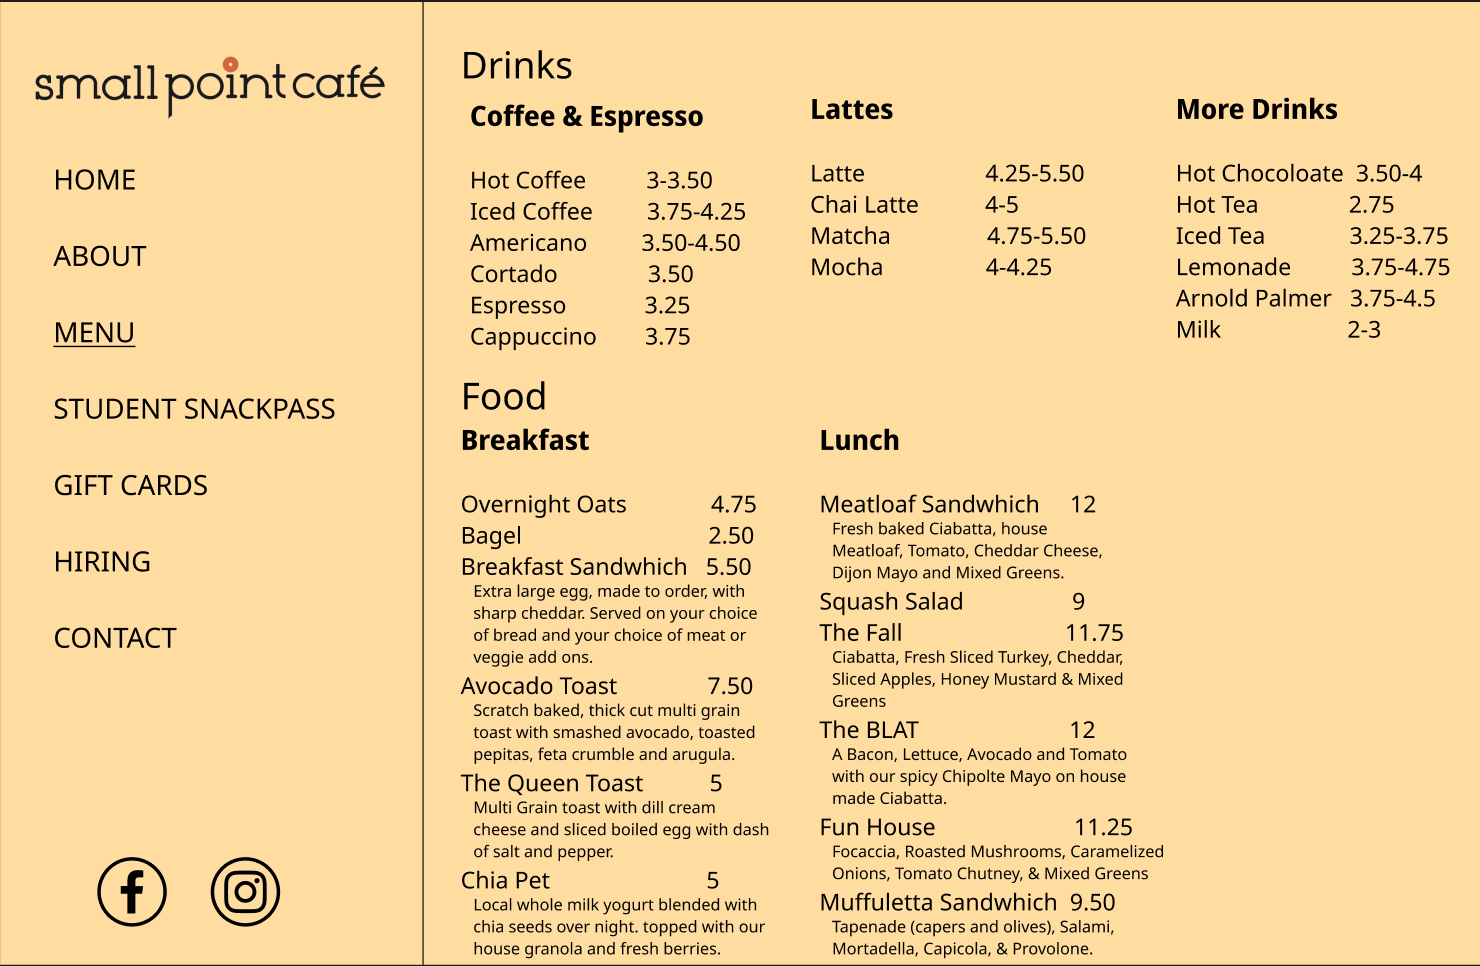 small point café
HOME
ABOUT
MENU
STUDENT SNACKPASS
GIFT CARDS
HIRING
CONTACT
Drinks
Coffee & Espresso
Hot Coffee 3-3.50
Iced Coffee 3.75-4.25
Americano 3.50-4.50
Cortado 3.50
Espresso 3.25
Cappuccino 3.75
Lattes
Latte 4.25-5.50
Chai Latte 4-5
Matcha 4.75-5.50
Mocha 4-4.25
More Drinks
Hot Chocoloate 3.50-4
Hot Tea 2.75
Iced Tea 3.25-3.75
Lemonade 3.75-4.75
Arnold Palmer 3.75-4.5
Milk 2-3
Food
Breakfast
Overnight Oats 4.75
Bagel 2.50
Breakfast Sandwhich 5.50
Extra large egg, made to order, with
sharp cheddar. Served on your choice
of bread and your choice of meat or
veggie add ons.
Avocado Toast 7.50
Scratch baked, thick cut multi grain
toast with smashed avocado, toasted
pepitas, feta crumble and arugula.
The Queen Toast 5
Multi Grain toast with dill cream
cheese and sliced boiled egg with dash
of salt and pepper.
Chia Pet 5
Local whole milk yogurt blended with
chia seeds over night. topped with our
house granola and fresh berries.
Lunch
Meatloaf Sandwhich 12
Fresh baked Ciabatta, house
Meatloaf, Tomato, Cheddar Cheese,
Dijon Mayo and Mixed Greens.
Squash Salad 9
The Fall 11.75
Ciabatta, Fresh Sliced Turkey, Cheddar,
Sliced Apples, Honey Mustard & Mixed
Greens
The BLAT 12
A Bacon, Lettuce, Avocado and Tomato
with our spicy Chipolte Mayo on house
made Ciabatta.
Fun House 11.25
Focaccia, Roasted Mushrooms, Caramelized
Onions, Tomato Chutney, & Mixed Greens
Muffuletta Sandwhich 9.50
Tapenade (capers and olives), Salami,
Mortadella, Capicola, & Provolone.